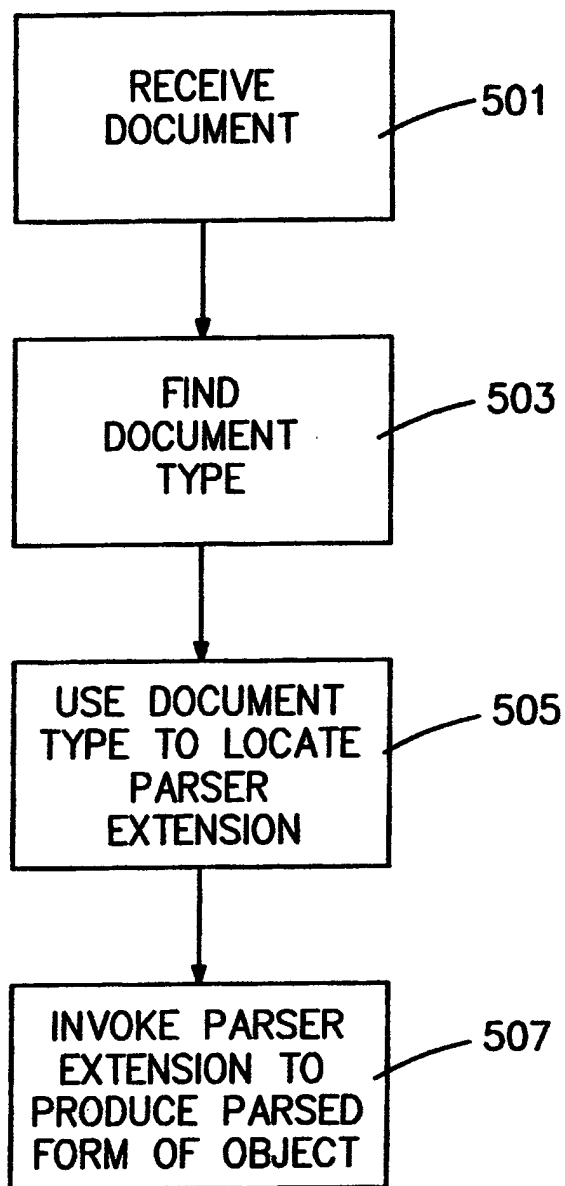 RECEIVE
DOCUMENT
501
FIND
DOCUMENT
TYPE
503
USE DOCUMENT
TYPE TO LOCATE
PARSER
EXTENSION
505
INVOKE PARSER
EXTENSION TO
PRODUCE PARSED
FORM OF OBJECT
507